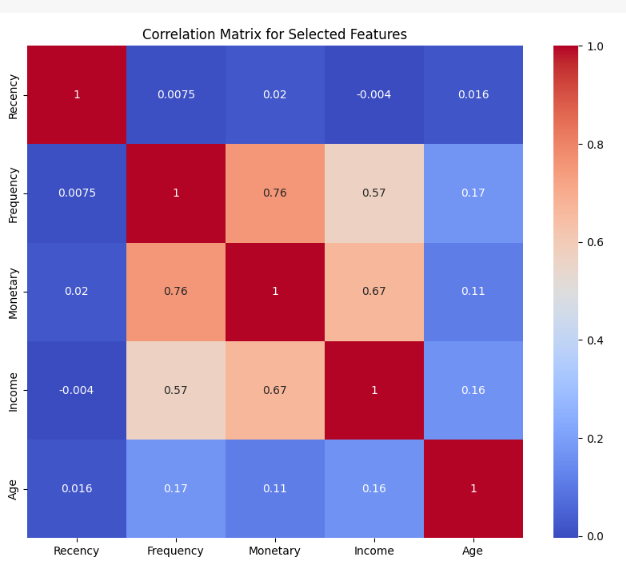 Correlation Matrix for Selected Features
Recency 1 0.0075 0.02 -0.004 0.016
Frequency 0.0075 1 0.76 0.57 0.17
Monetary 0.02 0.76 1 0.67 0.11
Income -0.004 0.57 0.67 1 0.16
Age 0.016 0.17 0.11 0.16 1
Recency Frequency Monetary Income Age
1.0
0.8
0.6
0.4
0.2
0.0